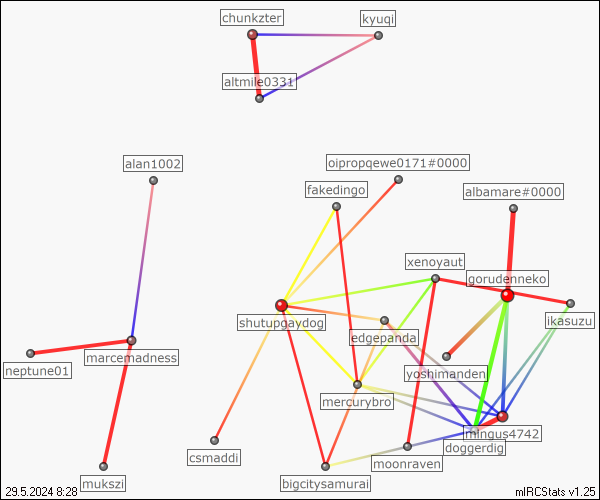 chunkzter
kyuqi
altmile0331
alan1002
oipropqewe0171#0000
fakedingo
albamare#0000
xenoyaut
gorudenneko
shutupgaydog
ikasuzu
edgepanda
neptune01
marcemadness
yoshimanden
mercurybro
mingus4742
doggerdig
csmaddi
moonraven
mukszi
bigcitysamurai
29.5.2024 8:28
mIRCStats v1.25